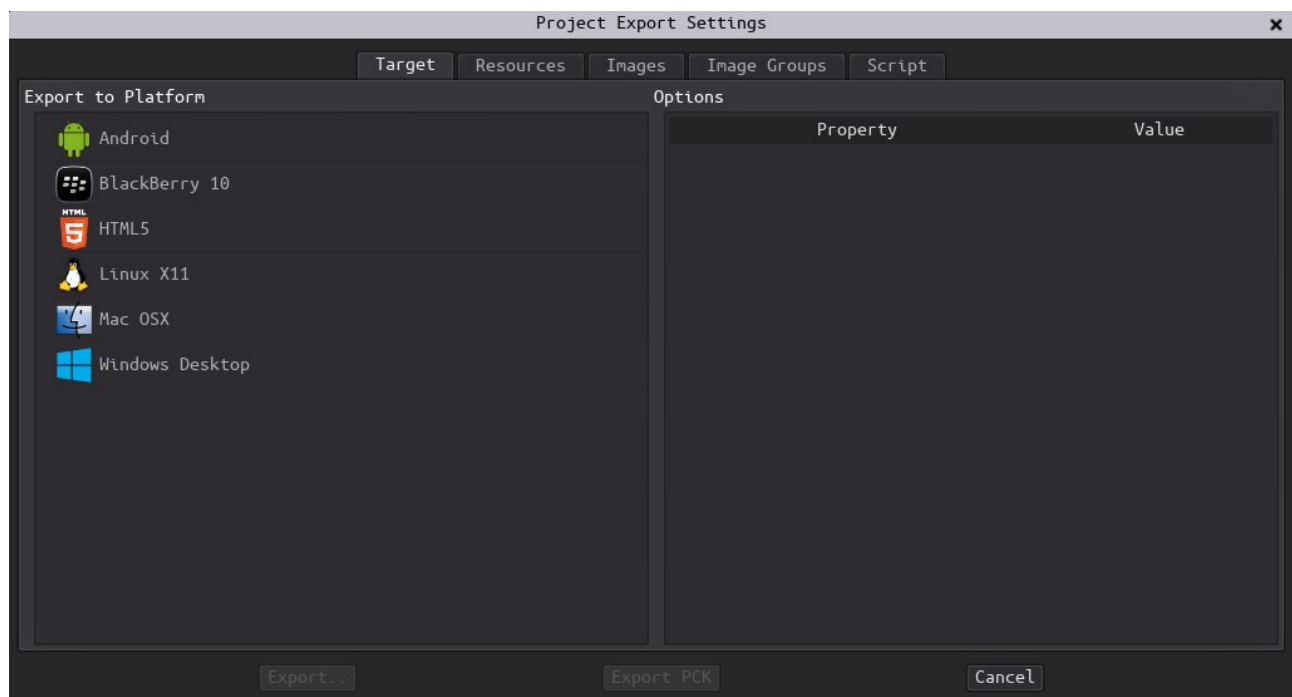 Project Export Settings
Target Resources Images Image Groups Script
Export to Platform
Options
Property Value
Android
BlackBerry 10
HTML
5
HTML5
Linux X11
Mac OSX
Windows Desktop
Export.. Export PCK Cancel